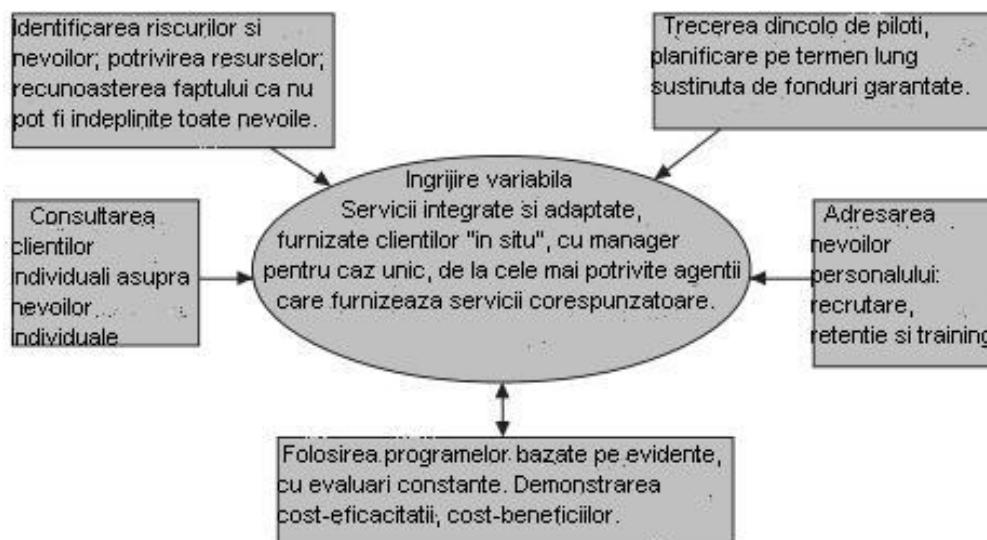 Identificarea riscurilor si
nevoilor; potrivirea resurselor;
recunoasterea faptului ca nu
pot fi indeplinite toate nevoile.
Trecerea dincolo de piloti,
planificare pe termen lung
sustinuta de fonduri garantate.
Consultarea
clientilor
individuali asupra
nevoilor
individuale
Ingrijire variabila
Servicii integrate si adaptate,
furnizate clientilor "in situ", cu manager
pentru caz unic, de la cele mai potrivite agentii
care furnizeaza servicii corespunzatoare.
Adresarea
nevoilor
personalului:
recrutare,
retentie si training
Folosirea programelor bazate pe evidente,
cu evaluari constante. Demonstrarea
cost-eficacitatii, cost-beneficiilor.